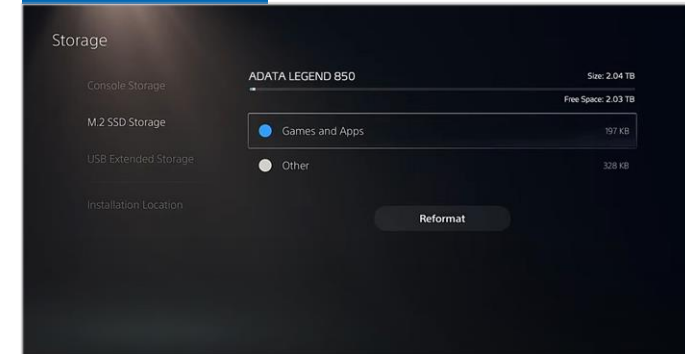 Storage
Console Storage
M.2 SSD Storage
USB Extended Storage
Installation Location
ADATA LEGEND 850
Size: 2.04 TB
Free Space: 2.03 TB
Games and Apps 197 KB
Other 328 KB
Reformat